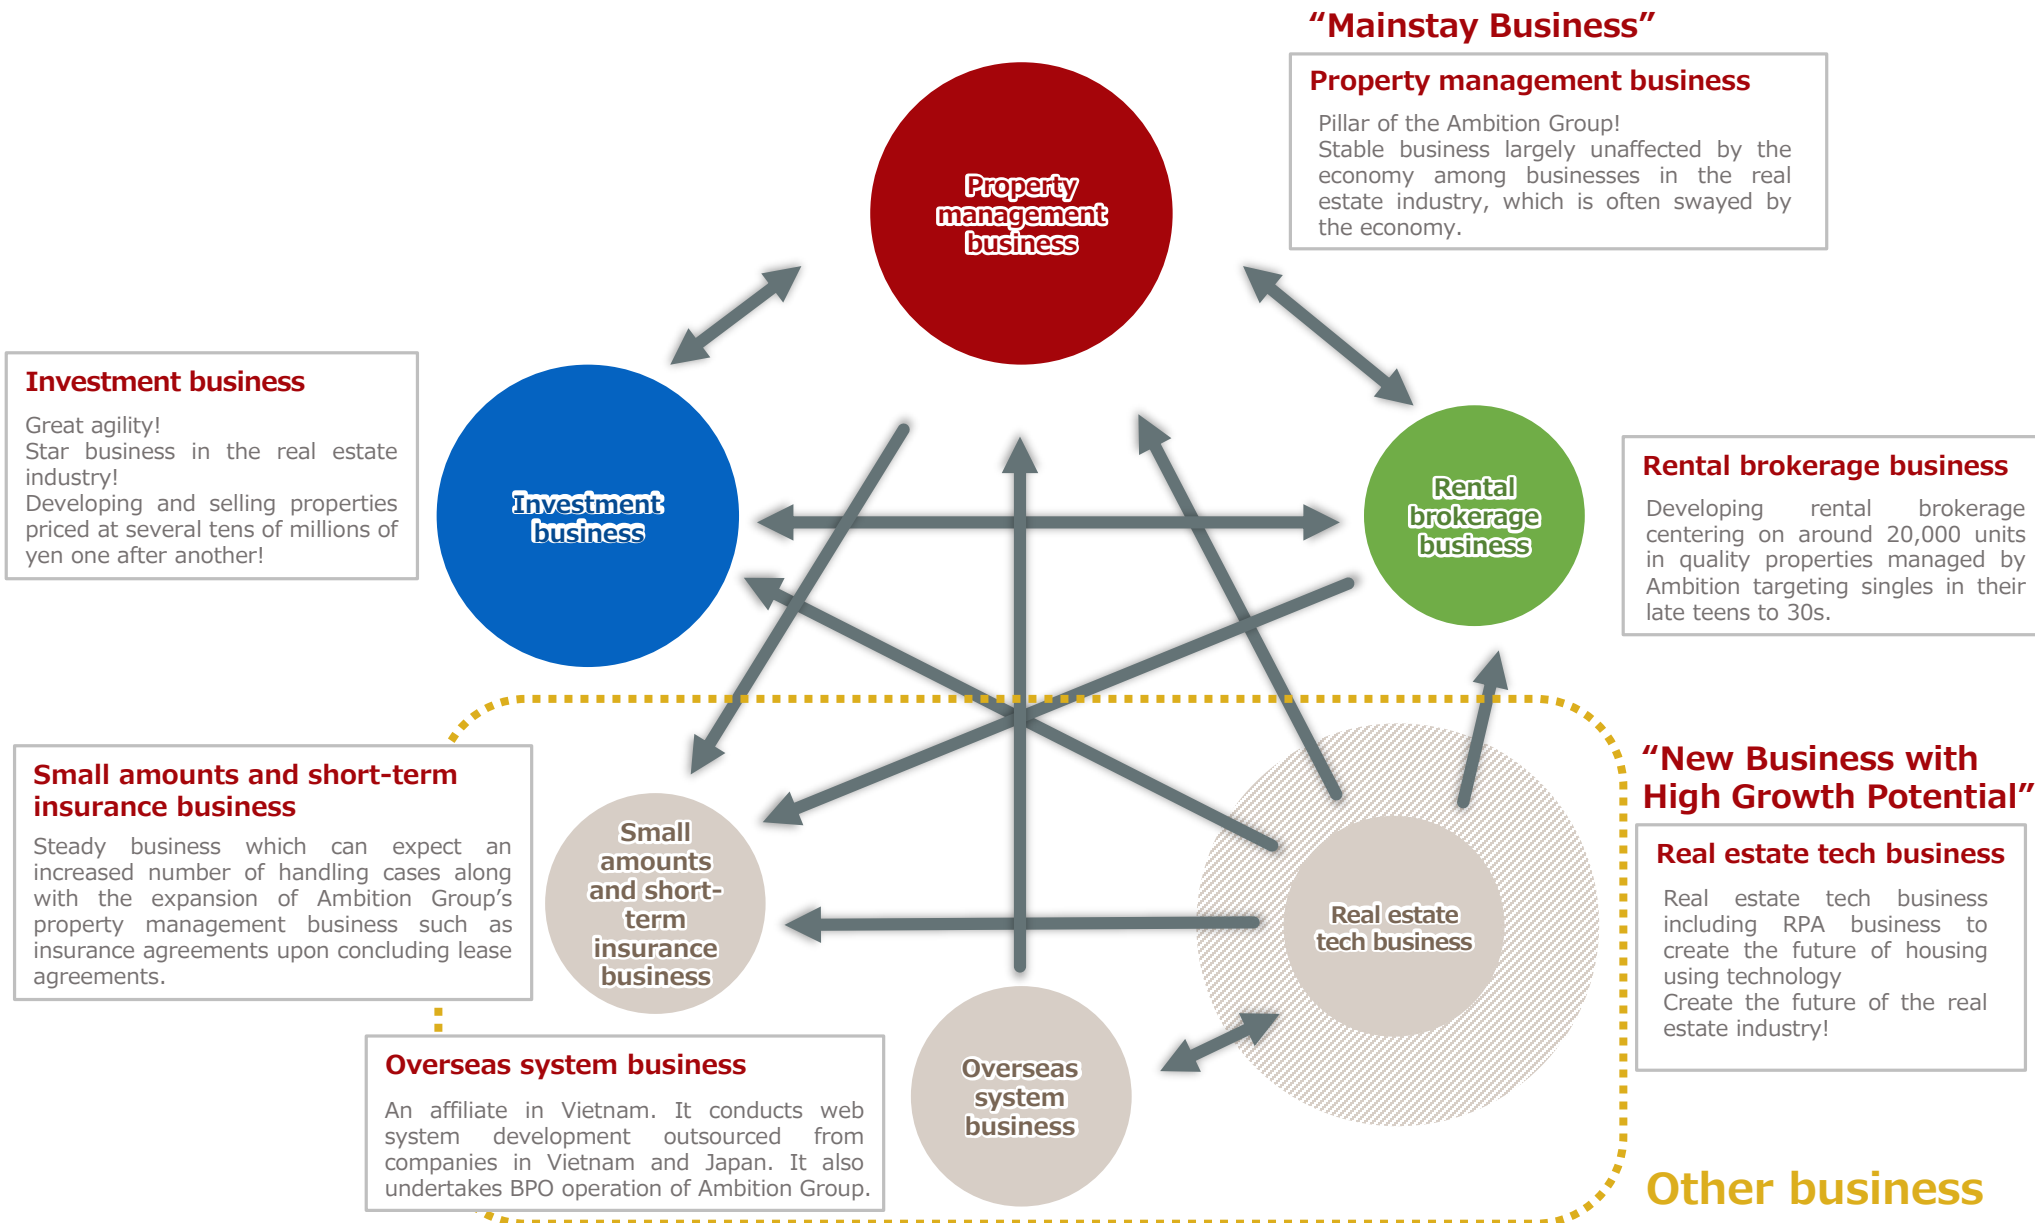 “Mainstay Business”
Property management business
Pillar of the Ambition Group!
Stable business largely unaffected by the
economy among businesses in the real
estate industry, which is often swayed by
the economy.
Property
management
business
Investment business
Great agility!
Star business in the real estate
industry!
Developing and selling properties
priced at several tens of millions of
yen one after another!
Investment
business
Rental
brokerage
business
Rental brokerage business
Developing rental brokerage
centering on around 20,000 units
in quality properties managed by
Ambition targeting singles in their
late teens to 30s.
Small amounts and short-term
insurance business
Steady business which can expect an
increased number of handling cases along
with the expansion of Ambition Group’s
property management business such as
insurance agreements upon concluding lease
agreements.
Small
amounts
and short-
term
insurance
business
Real estate
tech business
“New Business with
High Growth Potential”
Real estate tech business
Real estate tech business
including RPA business to
create the future of housing
using technology
Create the future of the real
estate industry!
Overseas system business
An affiliate in Vietnam. It conducts web
system development outsourced from
companies in Vietnam and Japan. It also
undertakes BPO operation of Ambition Group.
Overseas
system
business
Other business